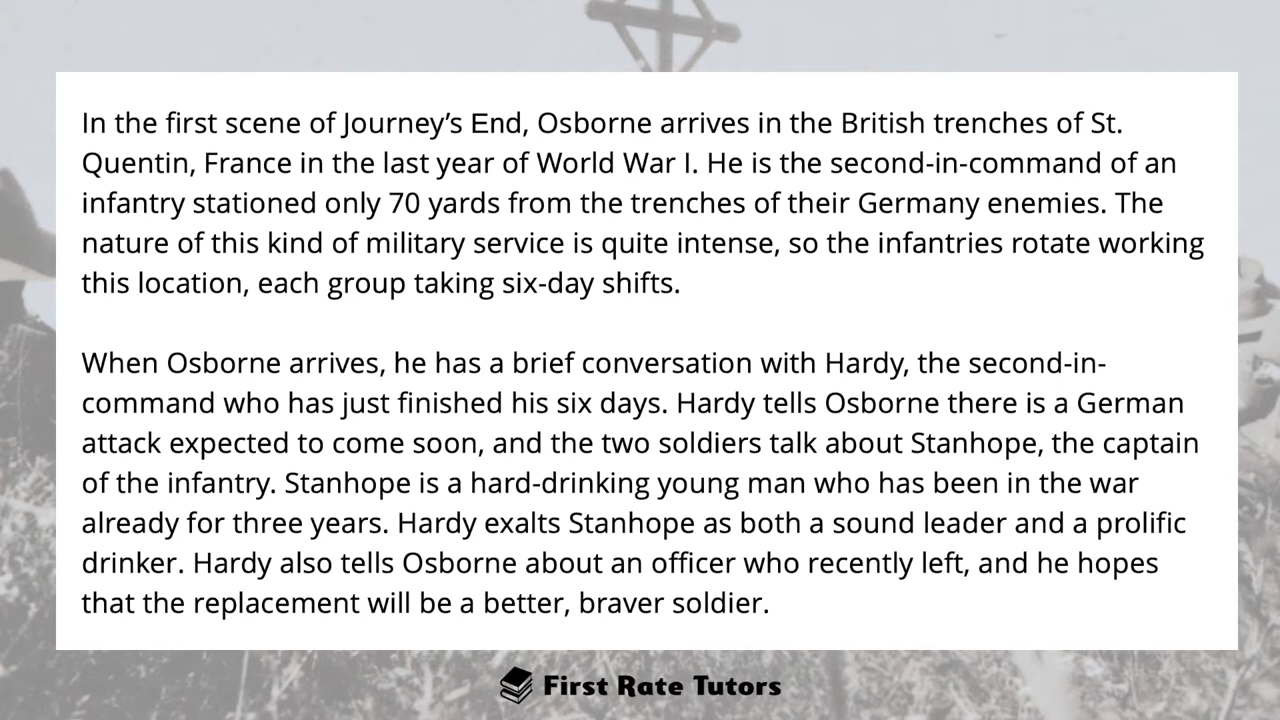 In the first scene of Journey’s End, Osborne arrives in the British trenches of St.
Quentin, France in the last year of World War I. He is the second-in-command of an
infantry stationed only 70 yards from the trenches of their Germany enemies. The
nature of this kind of military service is quite intense, so the infantries rotate working
this location, each group taking six-day shifts.
When Osborne arrives, he has a brief conversation with Hardy, the second-in-
command who has just finished his six days. Hardy tells Osborne there is a German
attack expected to come soon, and the two soldiers talk about Stanhope, the captain
of the infantry. Stanhope is a hard-drinking young man who has been in the war
already for three years. Hardy exalts Stanhope as both a sound leader and a prolific
drinker. Hardy also tells Osborne about an officer who recently left, and he hopes
that the replacement will be a better, braver soldier.
First Rate Tutors